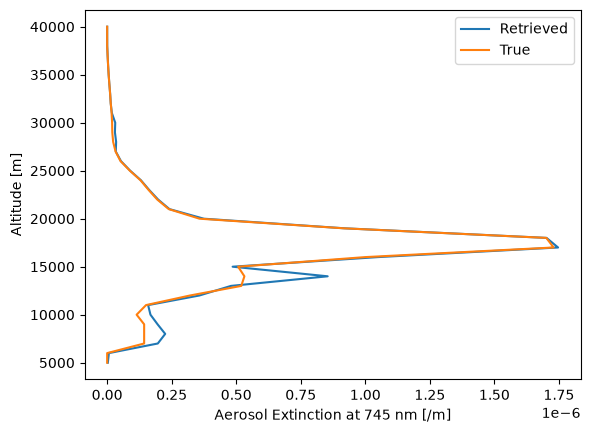 Retrieved
True
40000
35000
30000
25000
20000
15000
10000
5000
Altitude [m]
0.00 0.25 0.50 0.75 1.00 1.25 1.50 1.75
1e−6
Aerosol Extinction at 745 nm [/m]